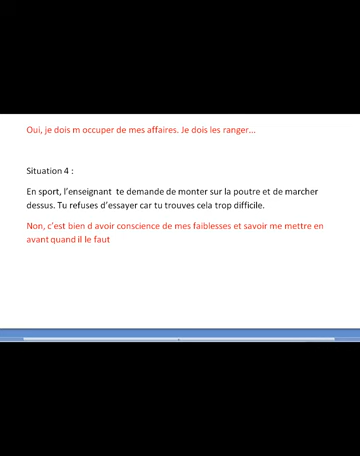 Oui, je dois m occuper de mes affaires. Je dois les ranger...
Situation 4 :
En sport, l'enseignant  te demande de monter sur la poutre et de marcher
dessus. Tu refuses d'essayer car tu trouves cela trop difficile.
Non, c'est bien d avoir conscience de mes faiblesses et savoir me mettre en
avant quand il le faut